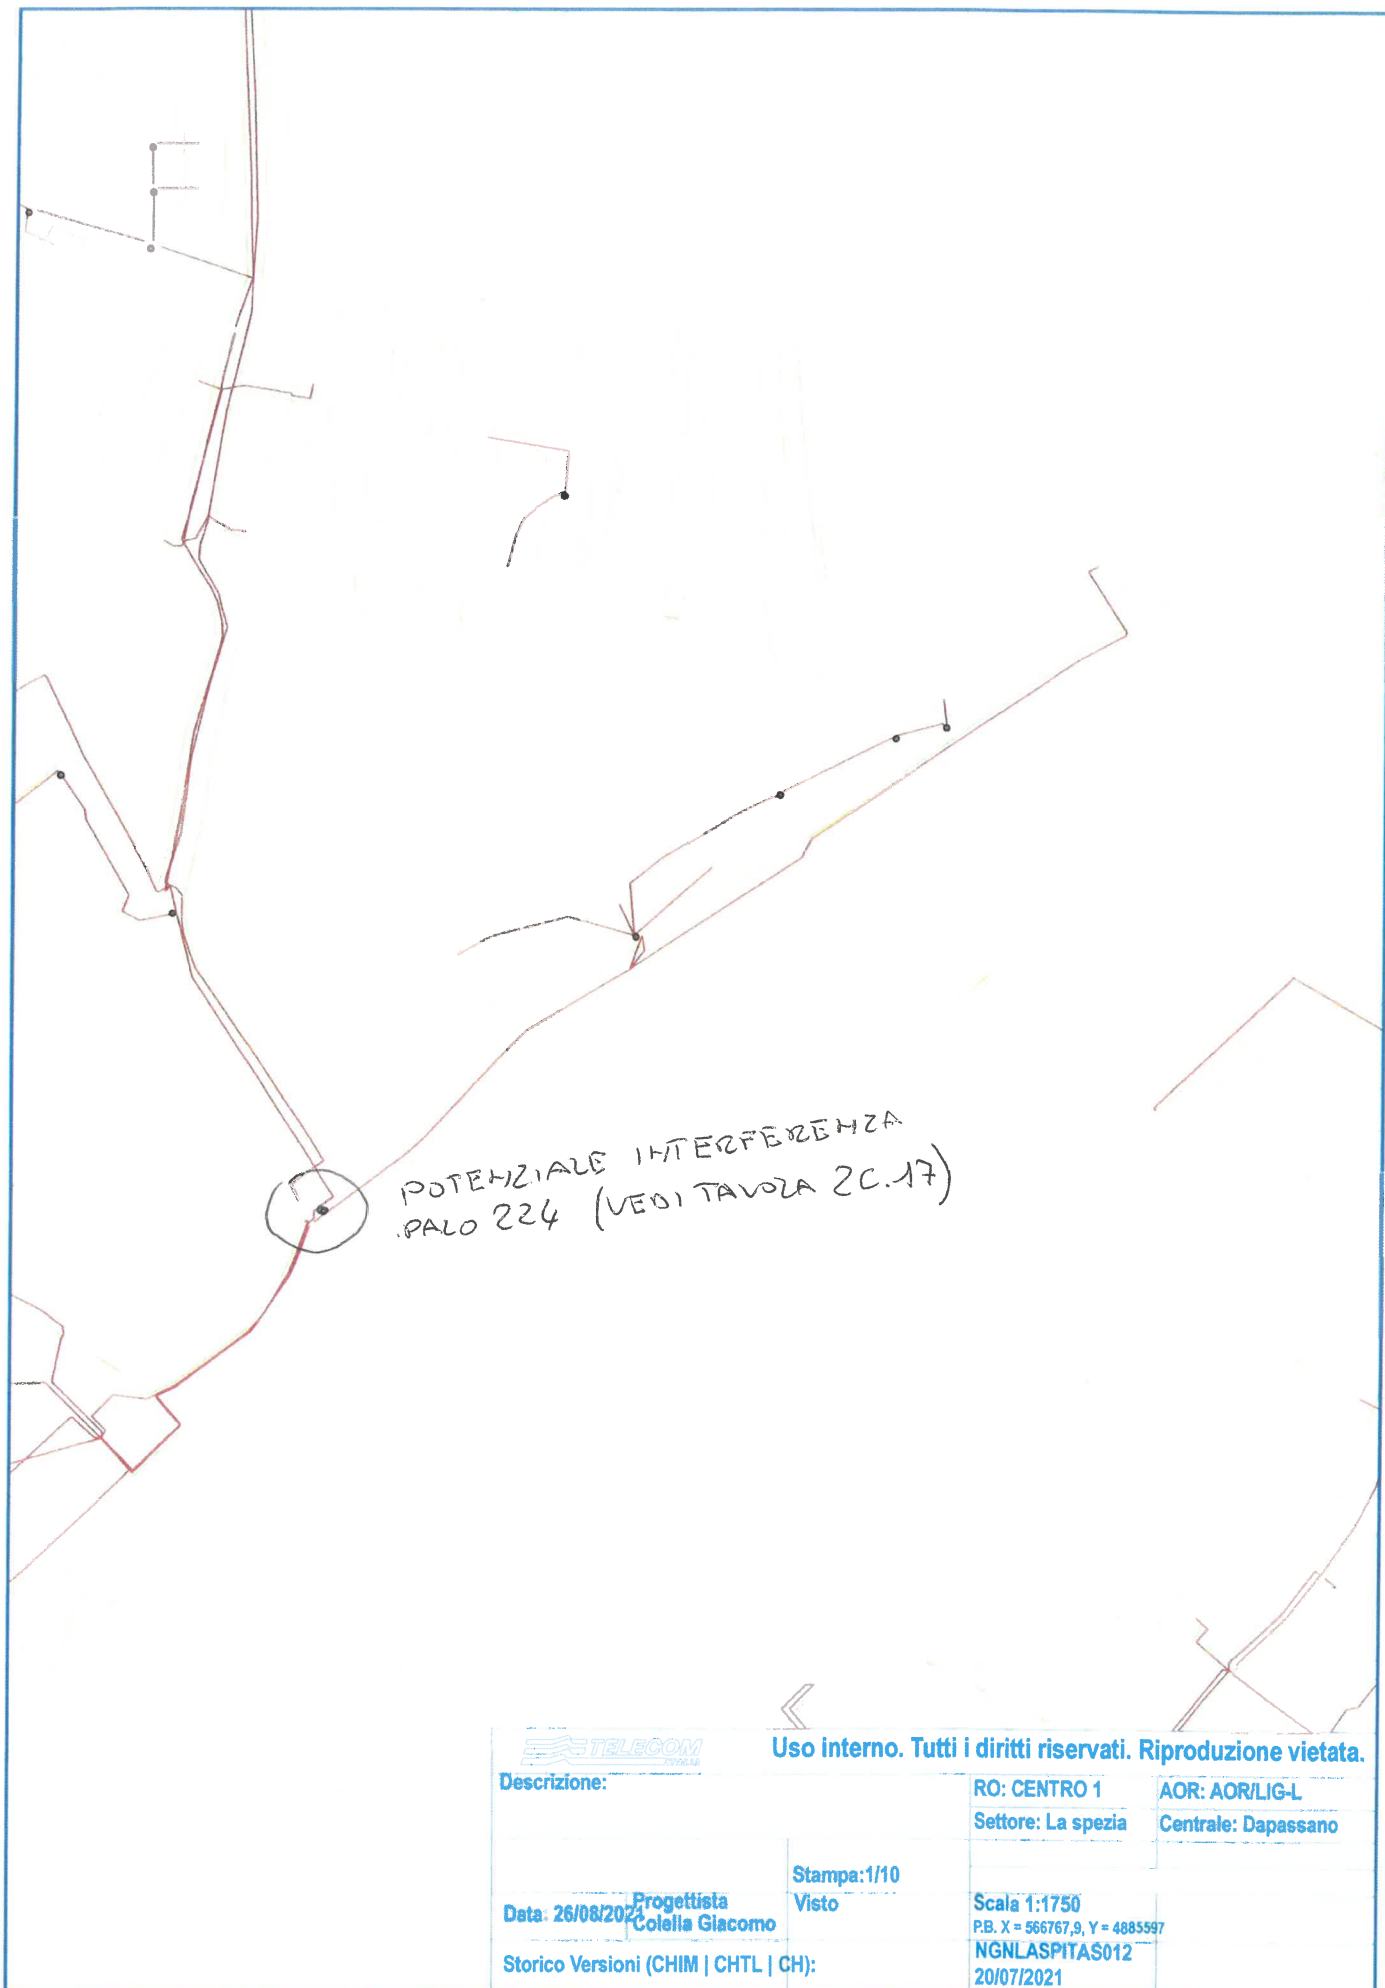 POTENZIALE INTERFERENZA
PALO 224 (VEDI TAVOLA 2C.17)
TELECOM
ITALIA
Uso interno. Tutti i diritti riservati. Riproduzione vietata.
Descrizione:
RO: CENTRO 1
AOR: AOR/LIG-L
Settore: La spezia
Centrale: Dapassano
Stampa:1/10
Data: 26/08/2021
Progettista
Colella Giacomo
Visto
Scala 1:1750
P.B. X = 566767,9, Y = 4885597
Storico Versioni (CHIM | CHTL | CH):
NGNLASPITAS012
20/07/2021